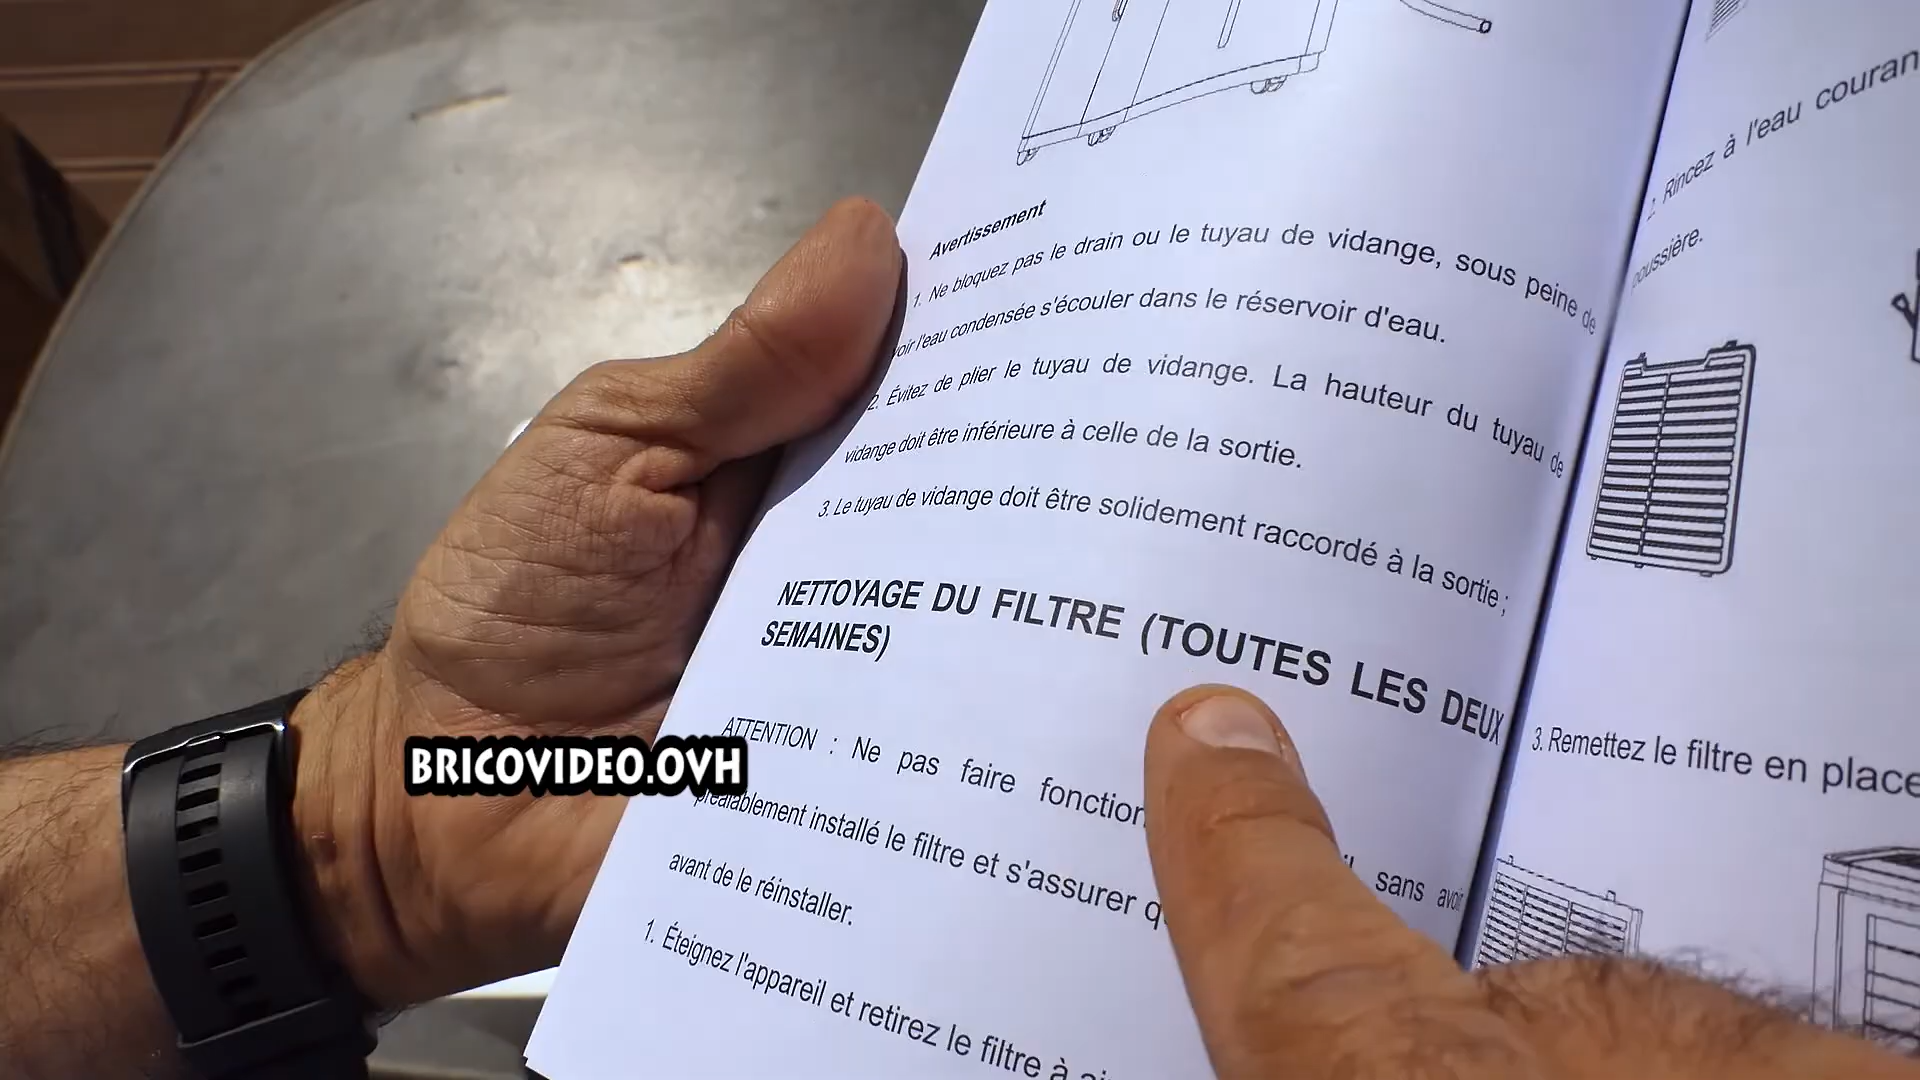 Avertissement
1. Ne bloquez pas le drain ou le tuyau de vidange, sous peine de
voir l'eau condensée s'écouler dans le réservoir d'eau.
2. Évitez de plier le tuyau de vidange. La hauteur du tuyau de
vidange doit être inférieure à celle de la sortie.
3. Le tuyau de vidange doit être solidement raccordé à la sortie ;
NETTOYAGE DU FILTRE (TOUTES LES DEUX
SEMAINES)
ATTENTION : Ne pas faire sans
BRICOVIDEO.OVH
préalablement installé le filtre et s'assurer
avant de le réinstaller.
1. Éteignez l'appareil et retirez le filtre à
2. Rincez à l'eau
poussière.
3. Remettez le filtre en place